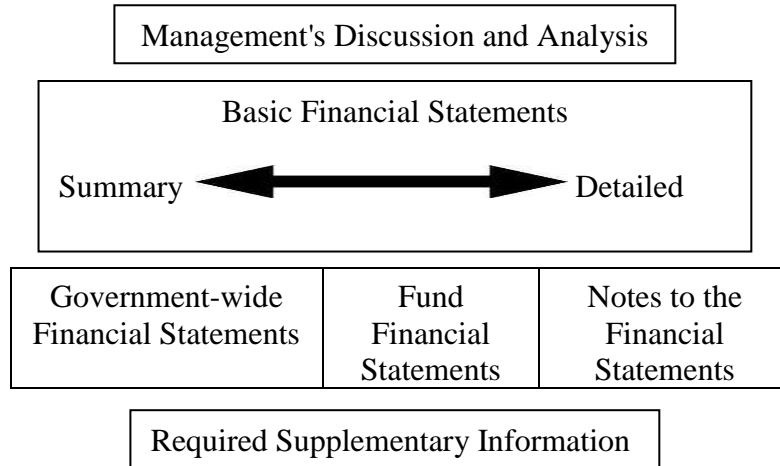 Management's Discussion and Analysis
Basic Financial Statements
Summary Detailed
Government-wide
Financial Statements
Fund
Financial
Statements
Notes to the
Financial
Statements
Required Supplementary Information